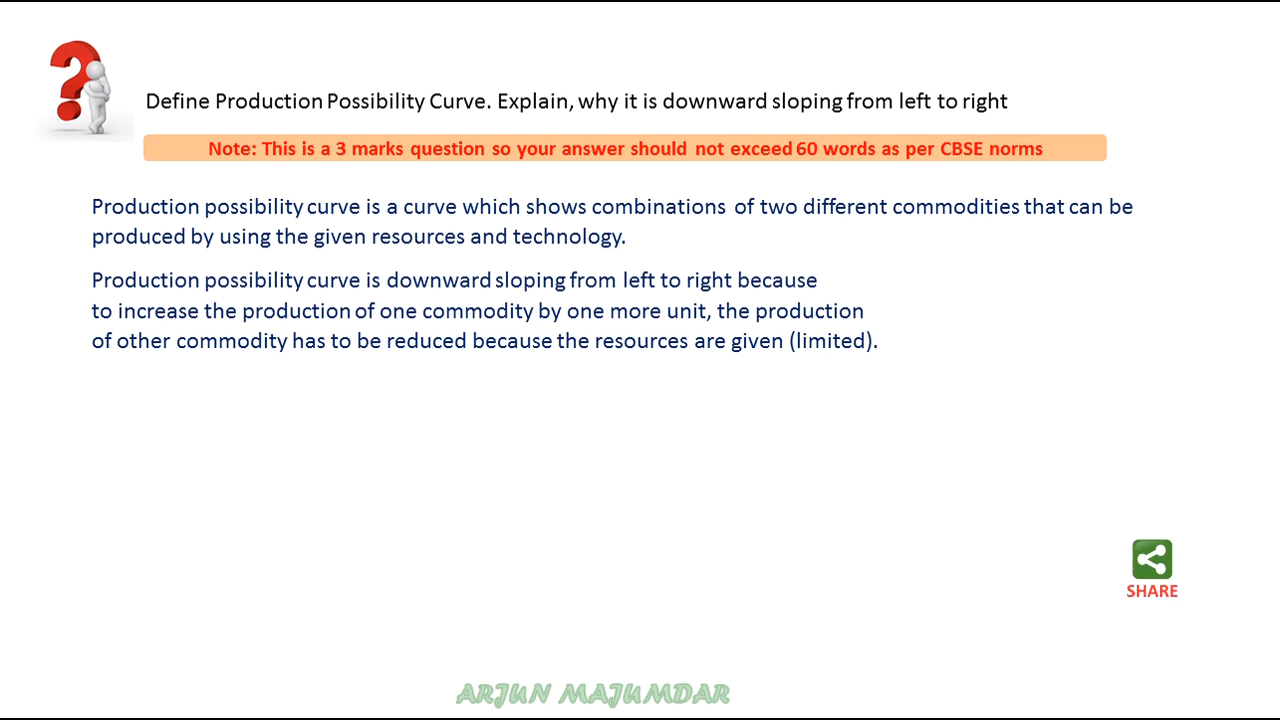 Define Production Possibility Curve. Explain, why it is downward sloping from left to right
Note: This is a 3 marks question so your answer should not exceed 60 words as per CBSE norms
Production possibility curve is a curve which shows combinations of two different commodities that can be
produced by using the given resources and technology.
Production possibility curve is downward sloping from left to right because
to increase the production of one commodity by one more unit, the production
of other commodity has to be reduced because the resources are given (limited).
SHARE
ARJUN MAJUMDAR